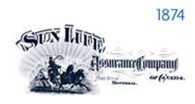 1874
SUN LIFE
Assurance Company
MONTREAL. OF CANADA.